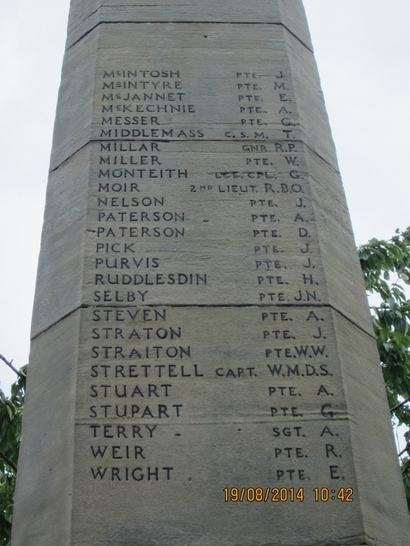 McINTOSH PTE. J.
McINTYRE PTE. M.
McJANNET PTE. E.
McKECHNIE PTE. A.
MESSER PTE. G.
MIDDLEMASS C.S.M. T.
MILLAR GNR. R.P.
MILLER PTE. W.
MONTEITH LCE. CPL. G.
MOIR 2ND LIEUT. R.B.O.
NELSON PTE. J.
PATERSON PTE. A.
PATERSON PTE. D.
PICK PTE. J.
PURVIS PTE. J.
RUDDLESDIN PTE. H.
SELBY PTE. J.N.
STEVEN PTE. A.
STRATON PTE. J.
STRAITON PTE. W.W.
STRETTELL CAPT. W.M.D.S.
STUART PTE. A.
STUPART PTE. G
TERRY SGT. A.
WEIR PTE. R.
WRIGHT PTE. E.
19/08/2014 10:42